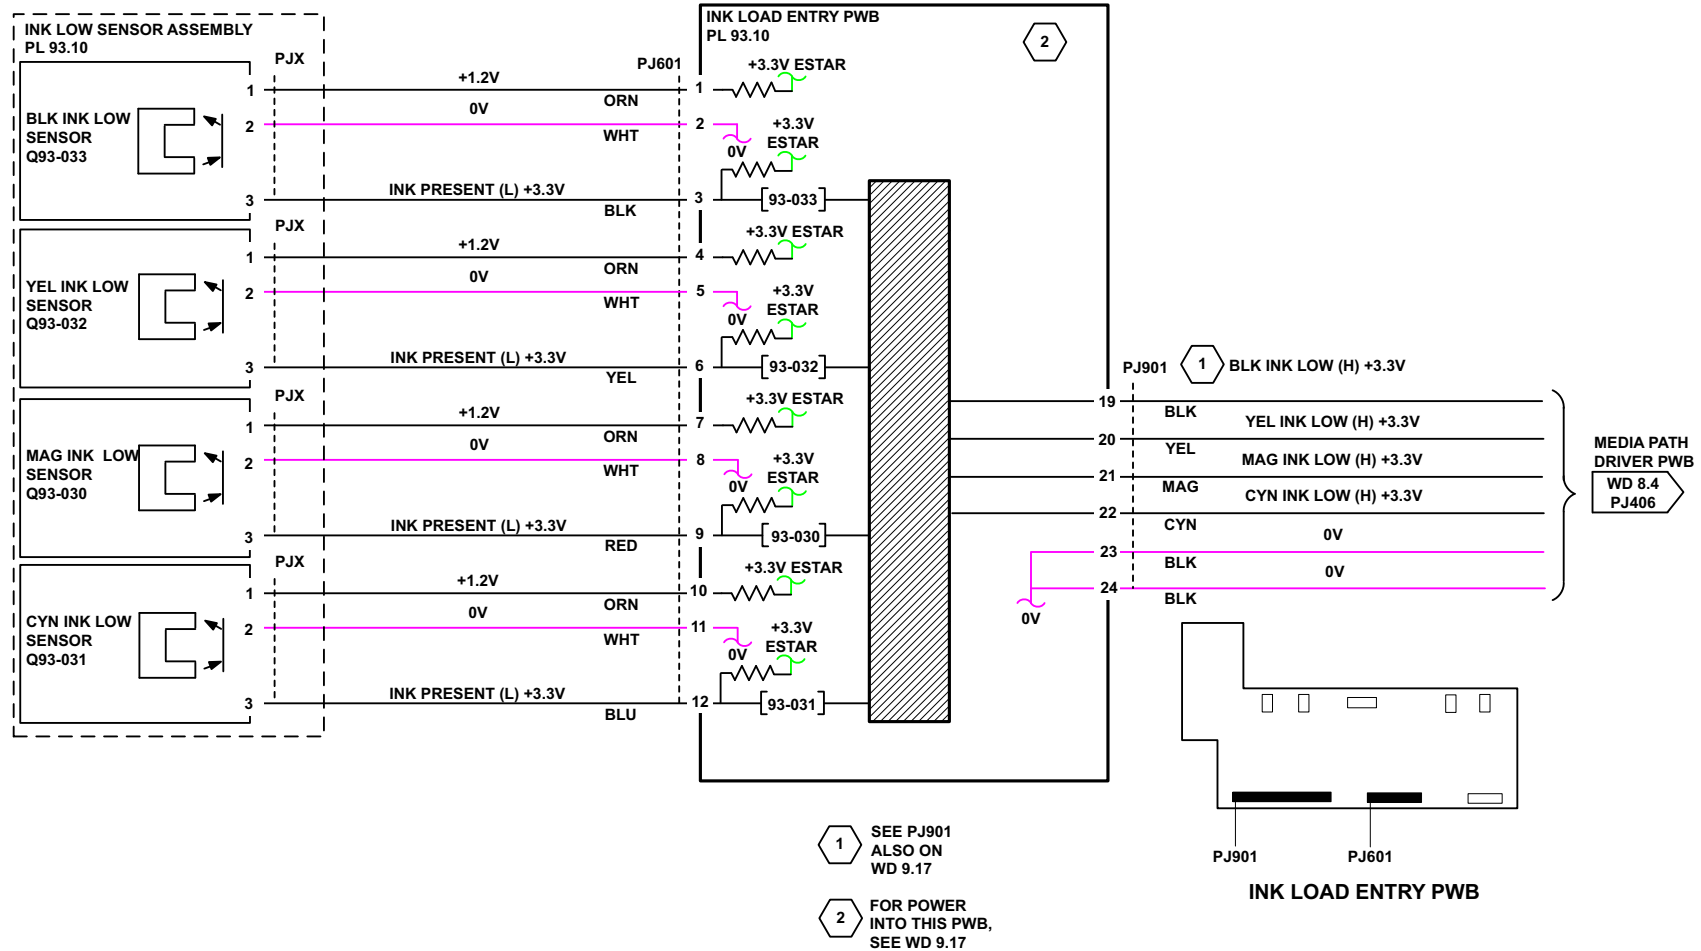 INK LOW SENSOR ASSEMBLY
PL 93.10
BLK INK LOW
SENSOR
Q93-033
PJX
1
2
3
+1.2V
ORN
0V
WHT
INK PRESENT (L) +3.3V
BLK
YEL INK LOW
SENSOR
Q93-032
PJX
1
2
3
+1.2V
ORN
0V
WHT
INK PRESENT (L) +3.3V
YEL
MAG INK LOW
SENSOR
Q93-030
PJX
1
2
3
+1.2V
ORN
0V
WHT
INK PRESENT (L) +3.3V
RED
CYN INK LOW
SENSOR
Q93-031
PJX
1
2
3
+1.2V
ORN
0V
WHT
INK PRESENT (L) +3.3V
BLU
INK LOAD ENTRY PWB
PL 93.10
2
PJ601
1
+3.3V ESTAR
2
0V
+3.3V
ESTAR
3
93-033
4
+3.3V ESTAR
5
0V
+3.3V
ESTAR
6
93-032
7
+3.3V ESTAR
8
0V
+3.3V
ESTAR
9
93-030
10
+3.3V ESTAR
11
0V
+3.3V
ESTAR
12
93-031
PJ901
1
BLK INK LOW (H) +3.3V
19
BLK
YEL INK LOW (H) +3.3V
20
YEL
MAG INK LOW (H) +3.3V
21
MAG
CYN INK LOW (H) +3.3V
22
CYN
0V
23
BLK
0V
24
BLK
0V
MEDIA PATH
DRIVER PWB
WD 8.4
PJ406
PJ901
PJ601
INK LOAD ENTRY PWB
1
SEE PJ901
ALSO ON
WD 9.17
2
FOR POWER
INTO THIS PWB,
SEE WD 9.17